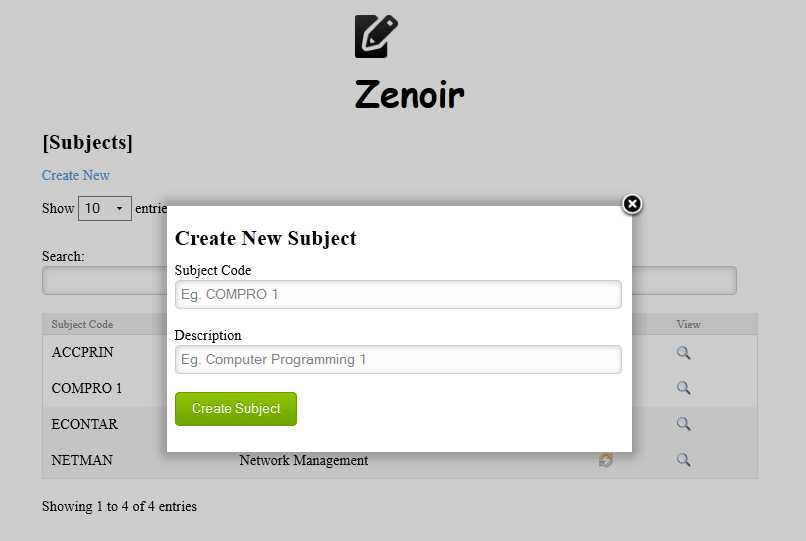 Zenoir
[Subjects]
Create New
Show 10 entrie
Search:
Create New Subject
Subject Code
Eg. COMPRO 1
Description
Eg. Computer Programming 1
Create Subject
Subject Code View
ACCPRIN
COMPRO 1
ECONTAR
NETMAN Network Management
Showing 1 to 4 of 4 entries